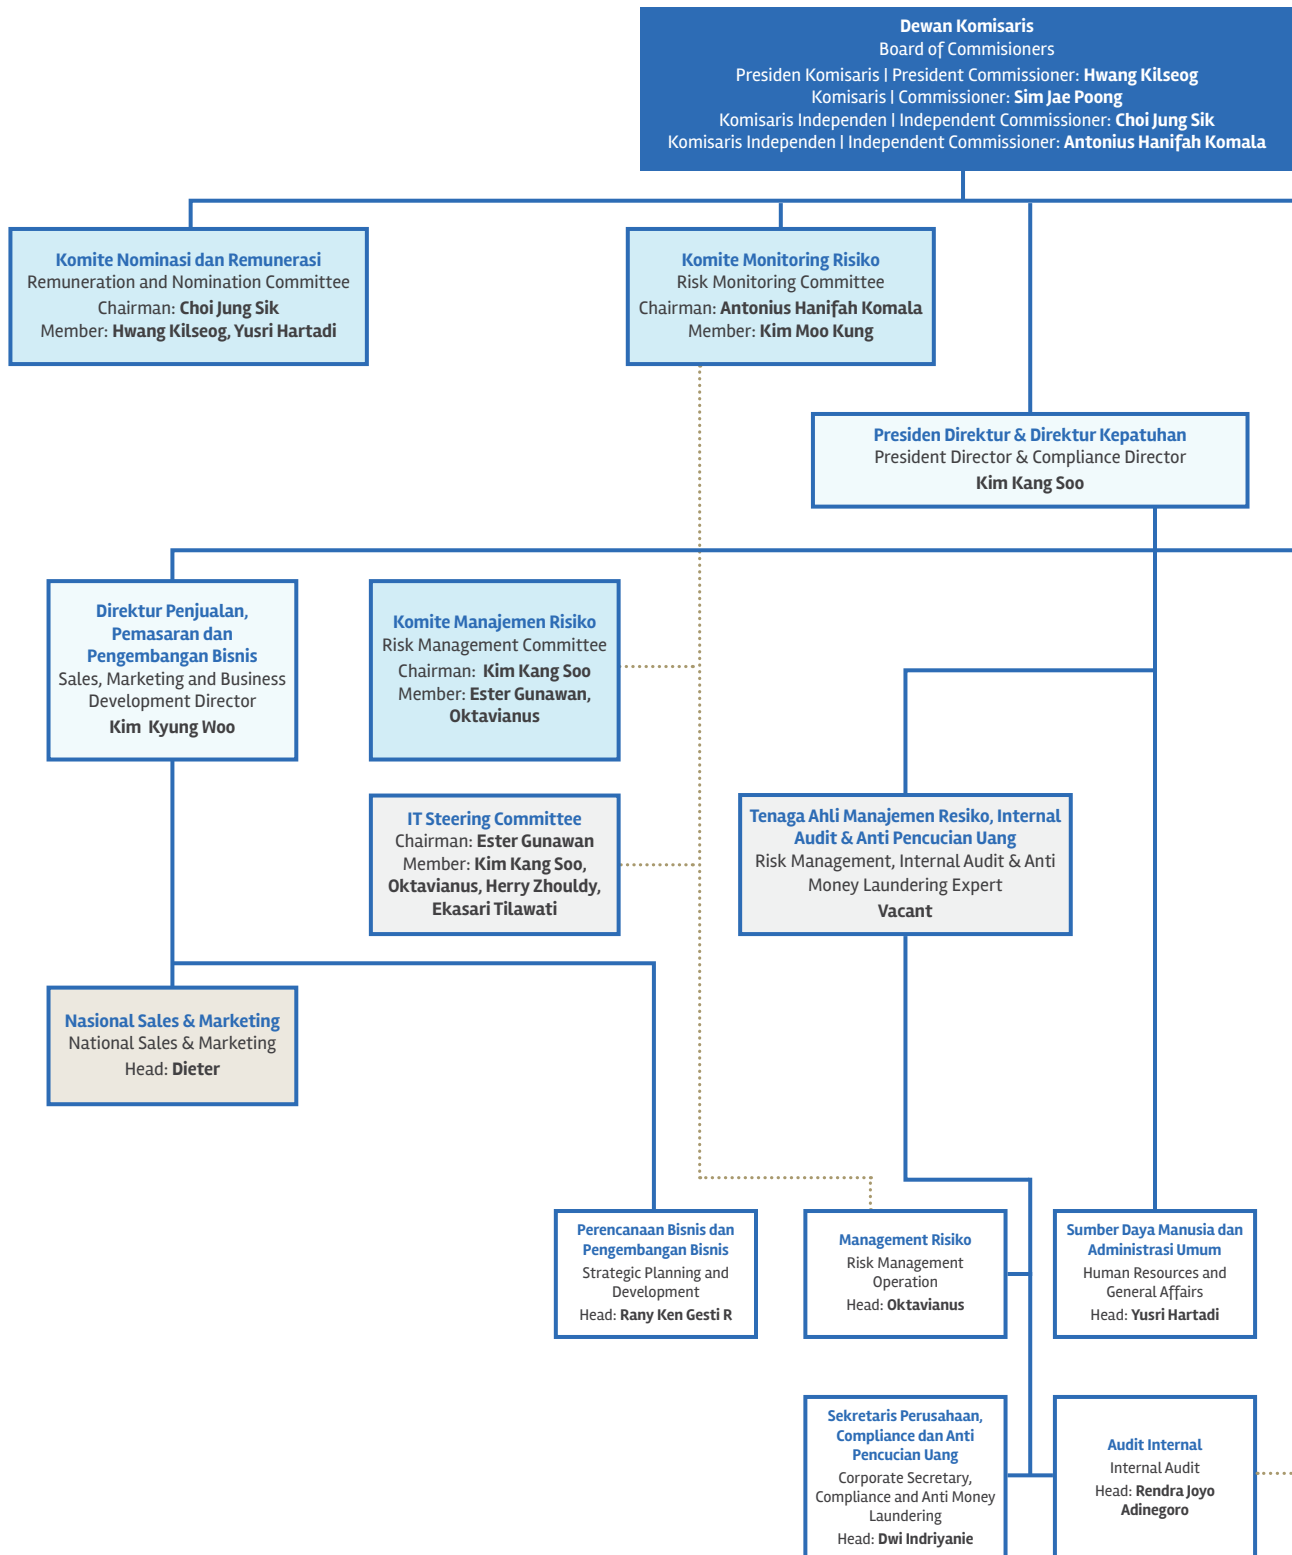 Dewan Komisaris
Board of Commisioners
Presiden Komisaris | President Commissioner: Hwang Kilseog
Komisaris | Commissioner: Sim Jae Poong
Komisaris Independen | Independent Commissioner: Choi Jung Sik
Komisaris Independen | Independent Commissioner: Antonius Hanifah Komala
Komite Nominasi dan Remunerasi
Remuneration and Nomination Committee
Chairman: Choi Jung Sik
Member: Hwang Kilseog, Yusri Hartadi
Komite Monitoring Risiko
Risk Monitoring Committee
Chairman: Antonius Hanifah Komala
Member: Kim Moo Kung
Presiden Direktur & Direktur Kepatuhan
President Director & Compliance Director
Kim Kang Soo
Direktur Penjualan,
Pemasaran dan
Pengembangan Bisnis
Sales, Marketing and Business
Development Director
Kim Kyung Woo
Komite Manajemen Risiko
Risk Management Committee
Chairman: Kim Kang Soo
Member: Ester Gunawan,
Oktavianus
IT Steering Committee
Chairman: Ester Gunawan
Member: Kim Kang Soo,
Oktavianus, Herry Zhouldy,
Ekasari Tilawati
Tenaga Ahli Manajemen Resiko, Internal
Audit & Anti Pencucian Uang
Risk Management, Internal Audit & Anti
Money Laundering Expert
Vacant
Nasional Sales & Marketing
National Sales & Marketing
Head: Dieter
Perencanaan Bisnis dan
Pengembangan Bisnis
Strategic Planning and
Development
Head: Rany Ken Gesti R
Management Risiko
Risk Management
Operation
Head: Oktavianus
Sumber Daya Manusia dan
Administrasi Umum
Human Resources and
General Affairs
Head: Yusri Hartadi
Sekretaris Perusahaan,
Compliance dan Anti
Pencucian Uang
Corporate Secretary,
Compliance and Anti Money
Laundering
Head: Dwi Indriyanie
Audit Internal
Internal Audit
Head: Rendra Joyo
Adinegoro